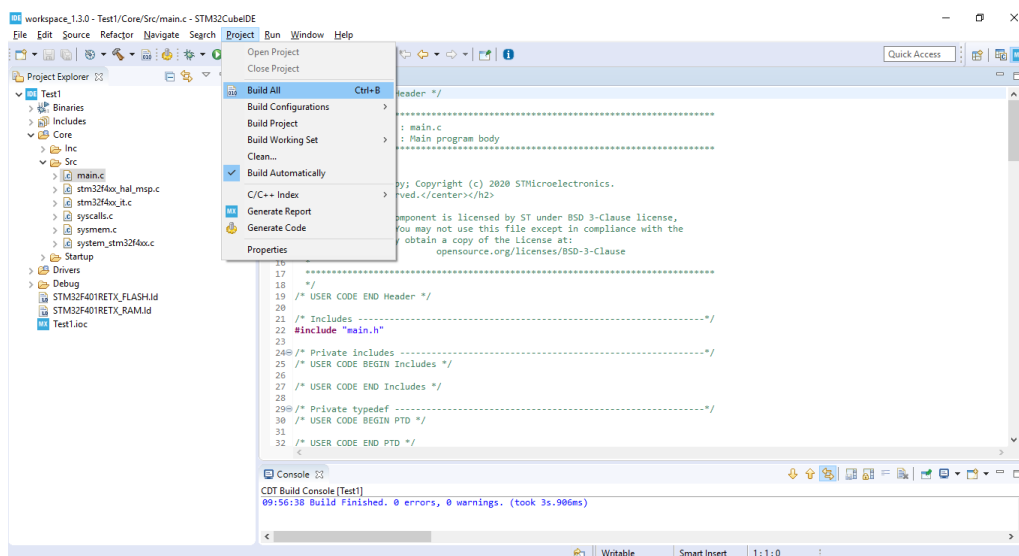 IDE workspace_1.3.0 - Test1/Core/Src/main.c - STM32CubeIDE
File Edit Source Refactor Navigate Search Project Run Window Help
Quick Access
Project Explorer
IDE Test1
Binaries
Includes
Core
Inc
Src
main.c
stm32f4xx_hal_msp.c
stm32f4xx_it.c
syscalls.c
sysmem.c
system_stm32f4xx.c
Startup
Drivers
Debug
STM32F401RETX_FLASH.ld
STM32F401RETX_RAM.ld
MX Test1.ioc
Open Project
Close Project
Build All Ctrl+B
Build Configurations
Build Project
Build Working Set
Clean...
Build Automatically
C/C++ Index
MX Generate Report
Generate Code
Properties
Header */
******************************************************************
: main.c
: Main program body
******************************************************************
Copyright (c) 2020 STMicroelectronics.
</center></h2>
is licensed by ST under BSD 3-Clause license,
You may not use this file except in compliance with the
obtain a copy of the License at:
opensource.org/licenses/BSD-3-Clause
16 *
17 ******************************************************************
18 */
19 /* USER CODE END Header */
20
21 /* Includes ------------------------------------------------------------------*/
22 #include "main.h"
23
24 /* Private includes ----------------------------------------------------------*/
25 /* USER CODE BEGIN Includes */
26
27 /* USER CODE END Includes */
28
29 /* Private typedef -----------------------------------------------------------*/
30 /* USER CODE BEGIN PTD */
31
32 /* USER CODE END PTD */
Console
CDT Build Console [Test1]
09:56:38 Build Finished. 0 errors, 0 warnings. (took 3s.906ms)
Writable Smart Insert 1 : 1 : 0